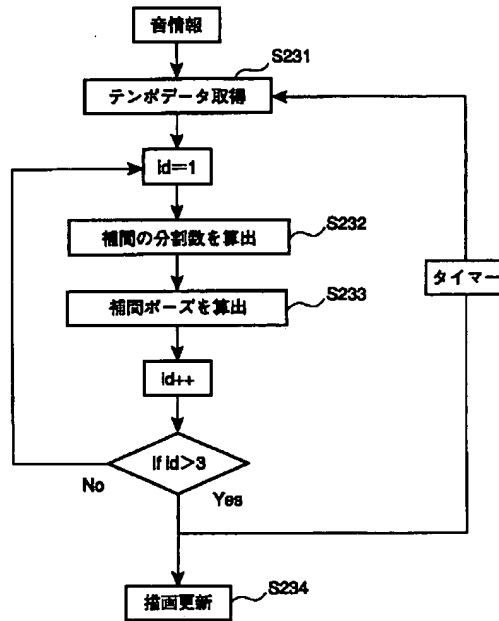 音情報
S231
テンポデータ取得
id=1
S232
補間の分割数を算出
S233
補間ポーズを算出
タイマー
id++
if id>3
No
Yes
S234
描画更新